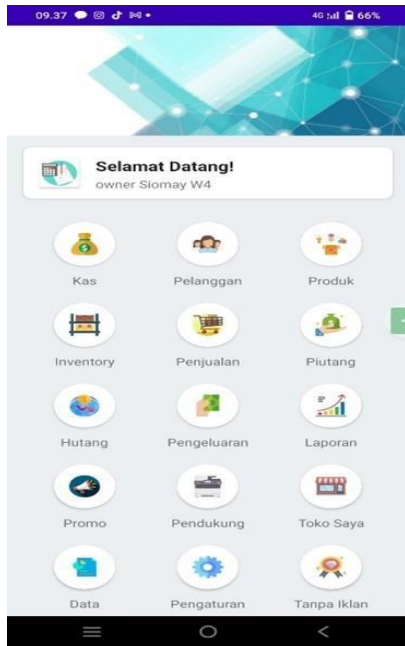 09.37
4G 66%
Selamat Datang!
owner Siomay W4
Kas Pelanggan Produk
Inventory Penjualan Piutang
Hutang Pengeluaran Laporan
Promo Pendukung Toko Saya
Data Pengaturan Tanpa Iklan